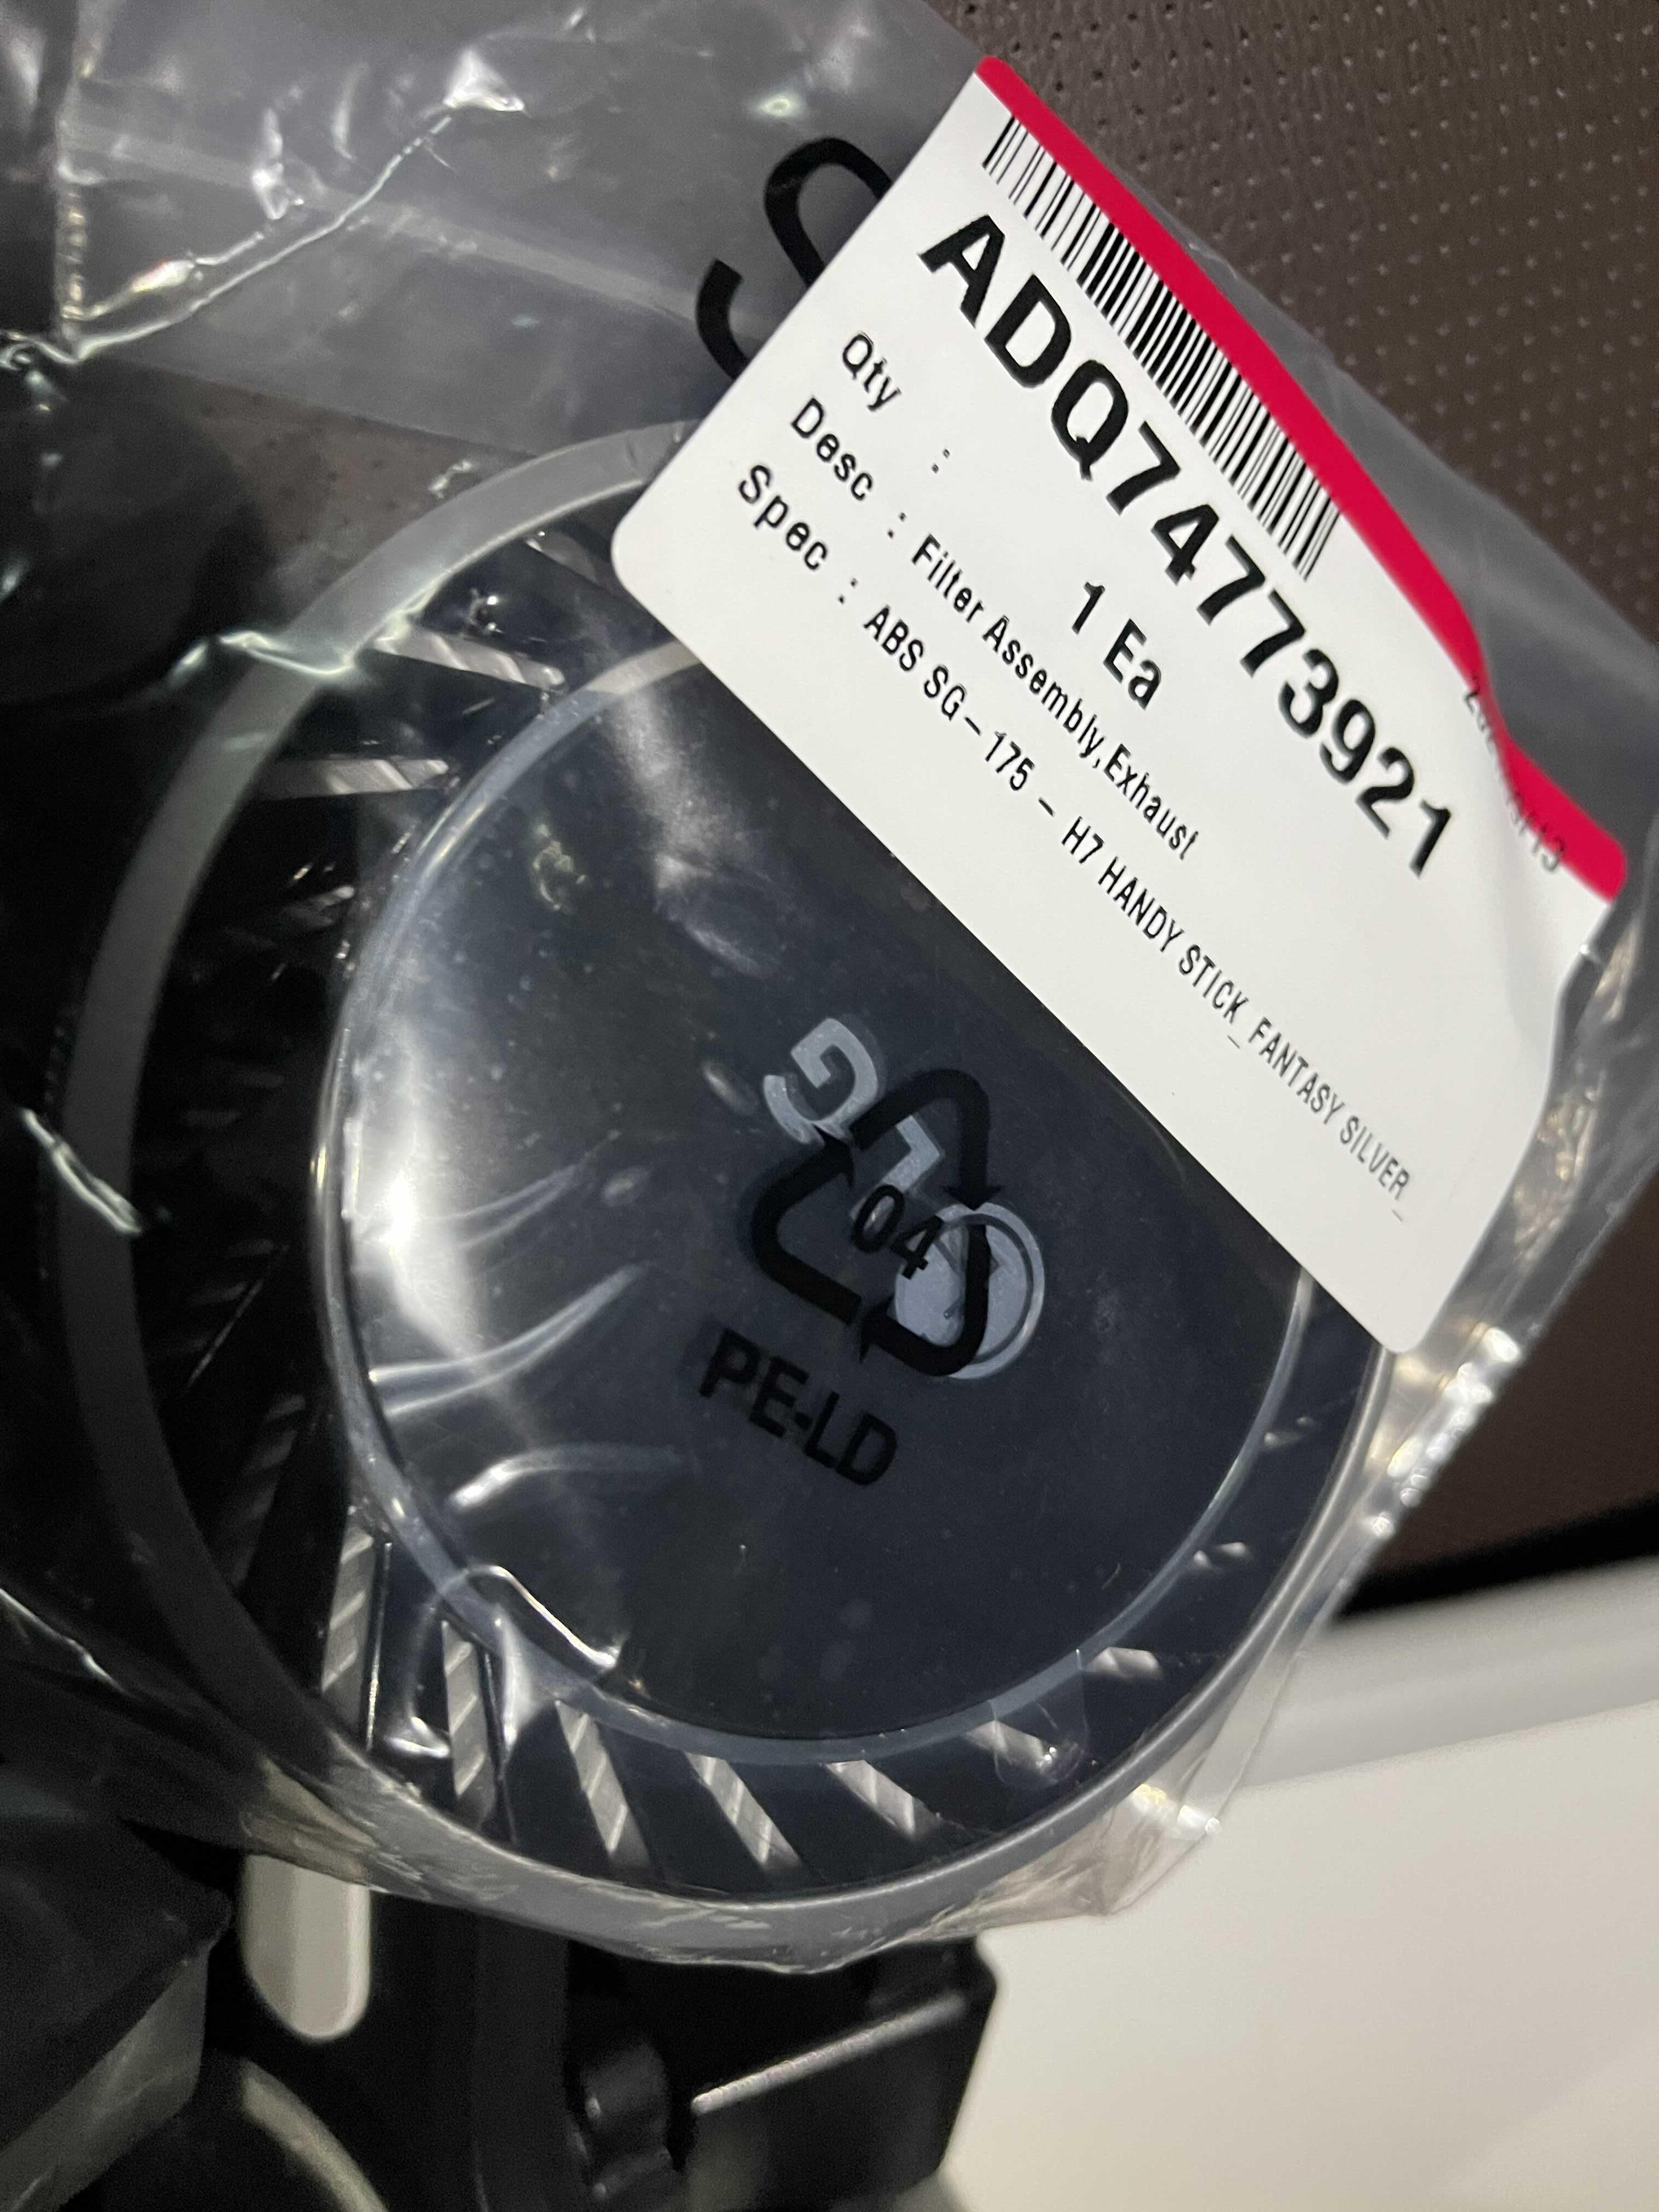 ADQ74773921
Qty : 1 Ea
Desc : Filter Assembly,Exhaust
Spec : ABS SG-175 - H7 HANDY STICK_FANTASY SILVER_
LG
04
PE-LD